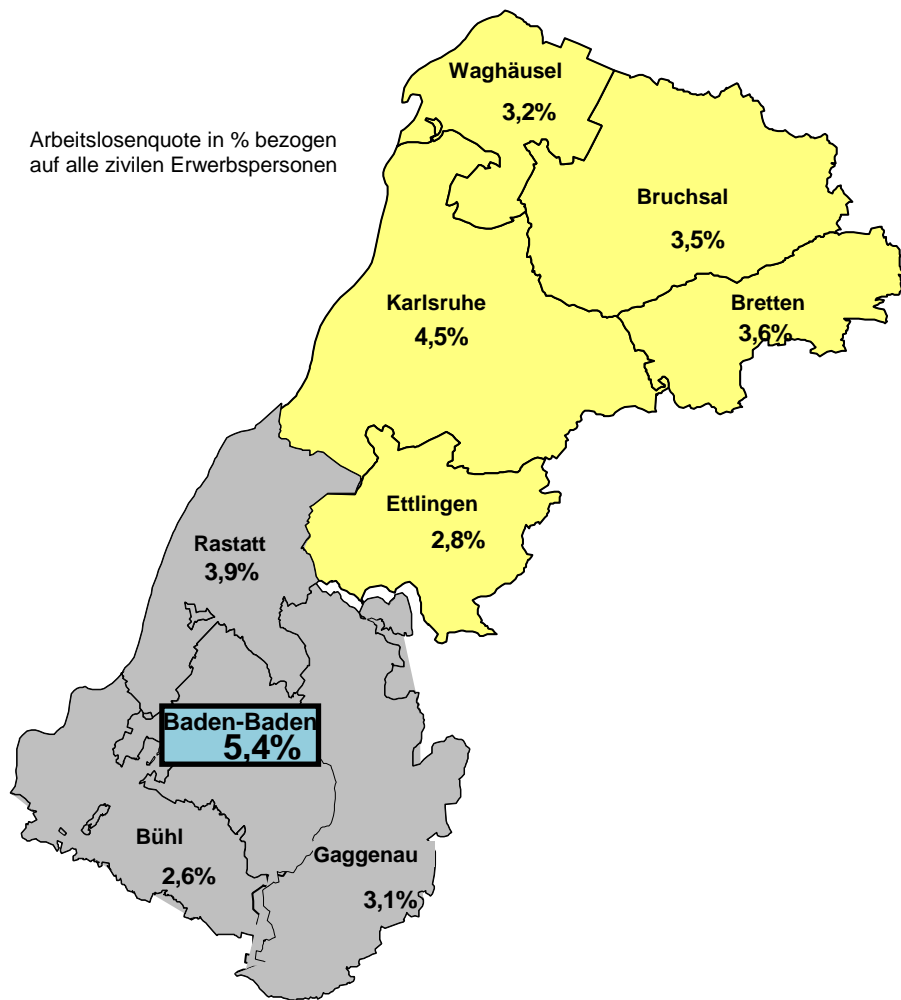 Waghäusel
3,2%
Arbeitslosenquote in % bezogen
auf alle zivilen Erwerbspersonen
Bruchsal
3,5%
Karlsruhe
4,5%
Bretten
3,6%
Ettlingen
2,8%
Rastatt
3,9%
Baden-Baden
5,4%
Bühl
2,6%
Gaggenau
3,1%